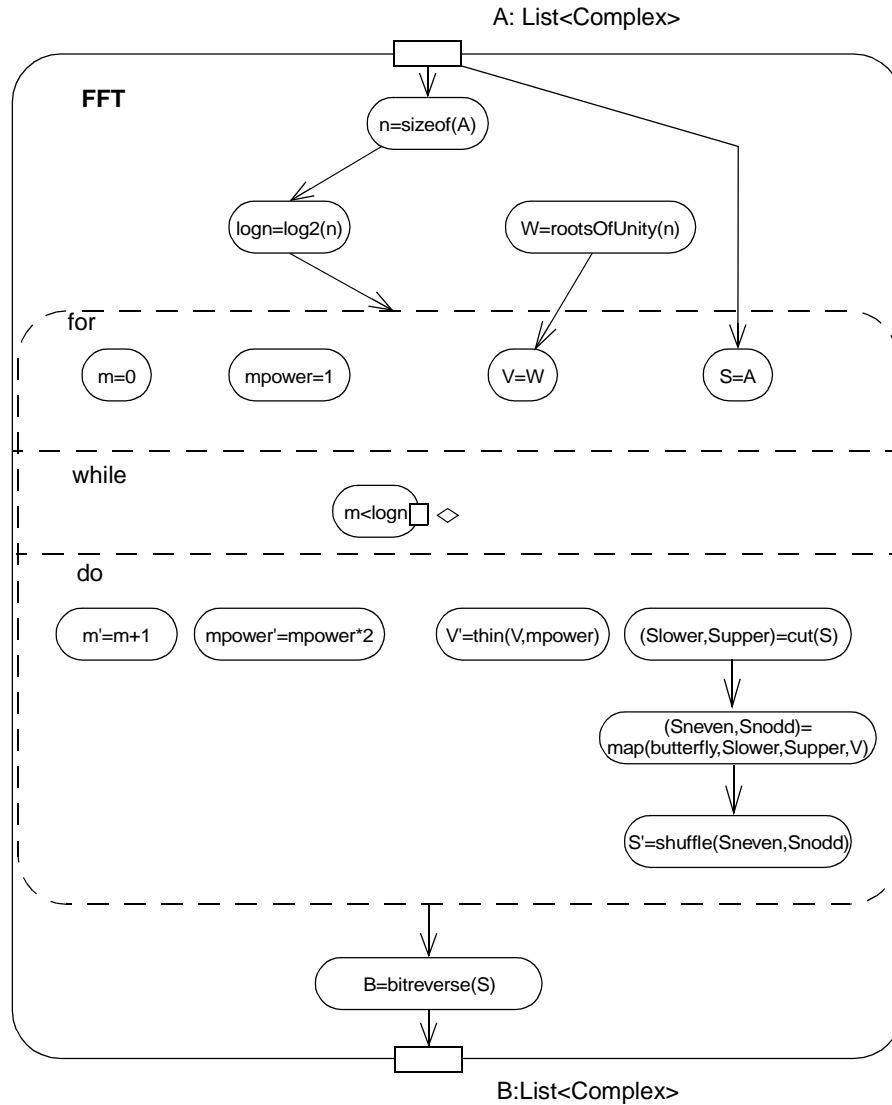 A: List<Complex>
FFT
n=sizeof(A)
logn=log2(n)
W=rootsOfUnity(n)
for
m=0
mpower=1
V=W
S=A
while
m<logn
do
m'=m+1
mpower'=mpower*2
V'=thin(V,mpower)
(Slower,Supper)=cut(S)
(Sneven,Snodd)=
map(butterfly,Slower,Supper,V)
S'=shuffle(Sneven,Snodd)
B=bitreverse(S)
B:List<Complex>